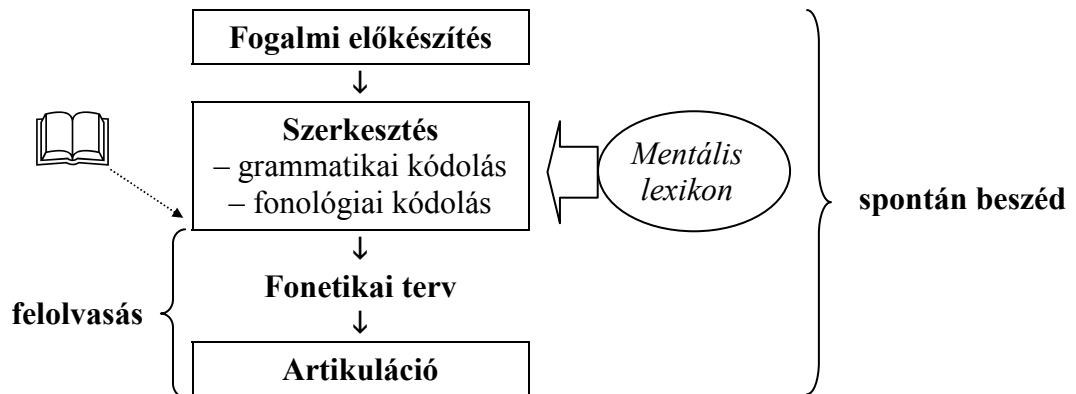 Fogalmi előkészítés
↓
Szerkesztés
– grammatikai kódolás
– fonológiai kódolás
Mentális
lexikon
spontán beszéd
↓
Fonetikai terv
felolvasás
↓
Artikuláció